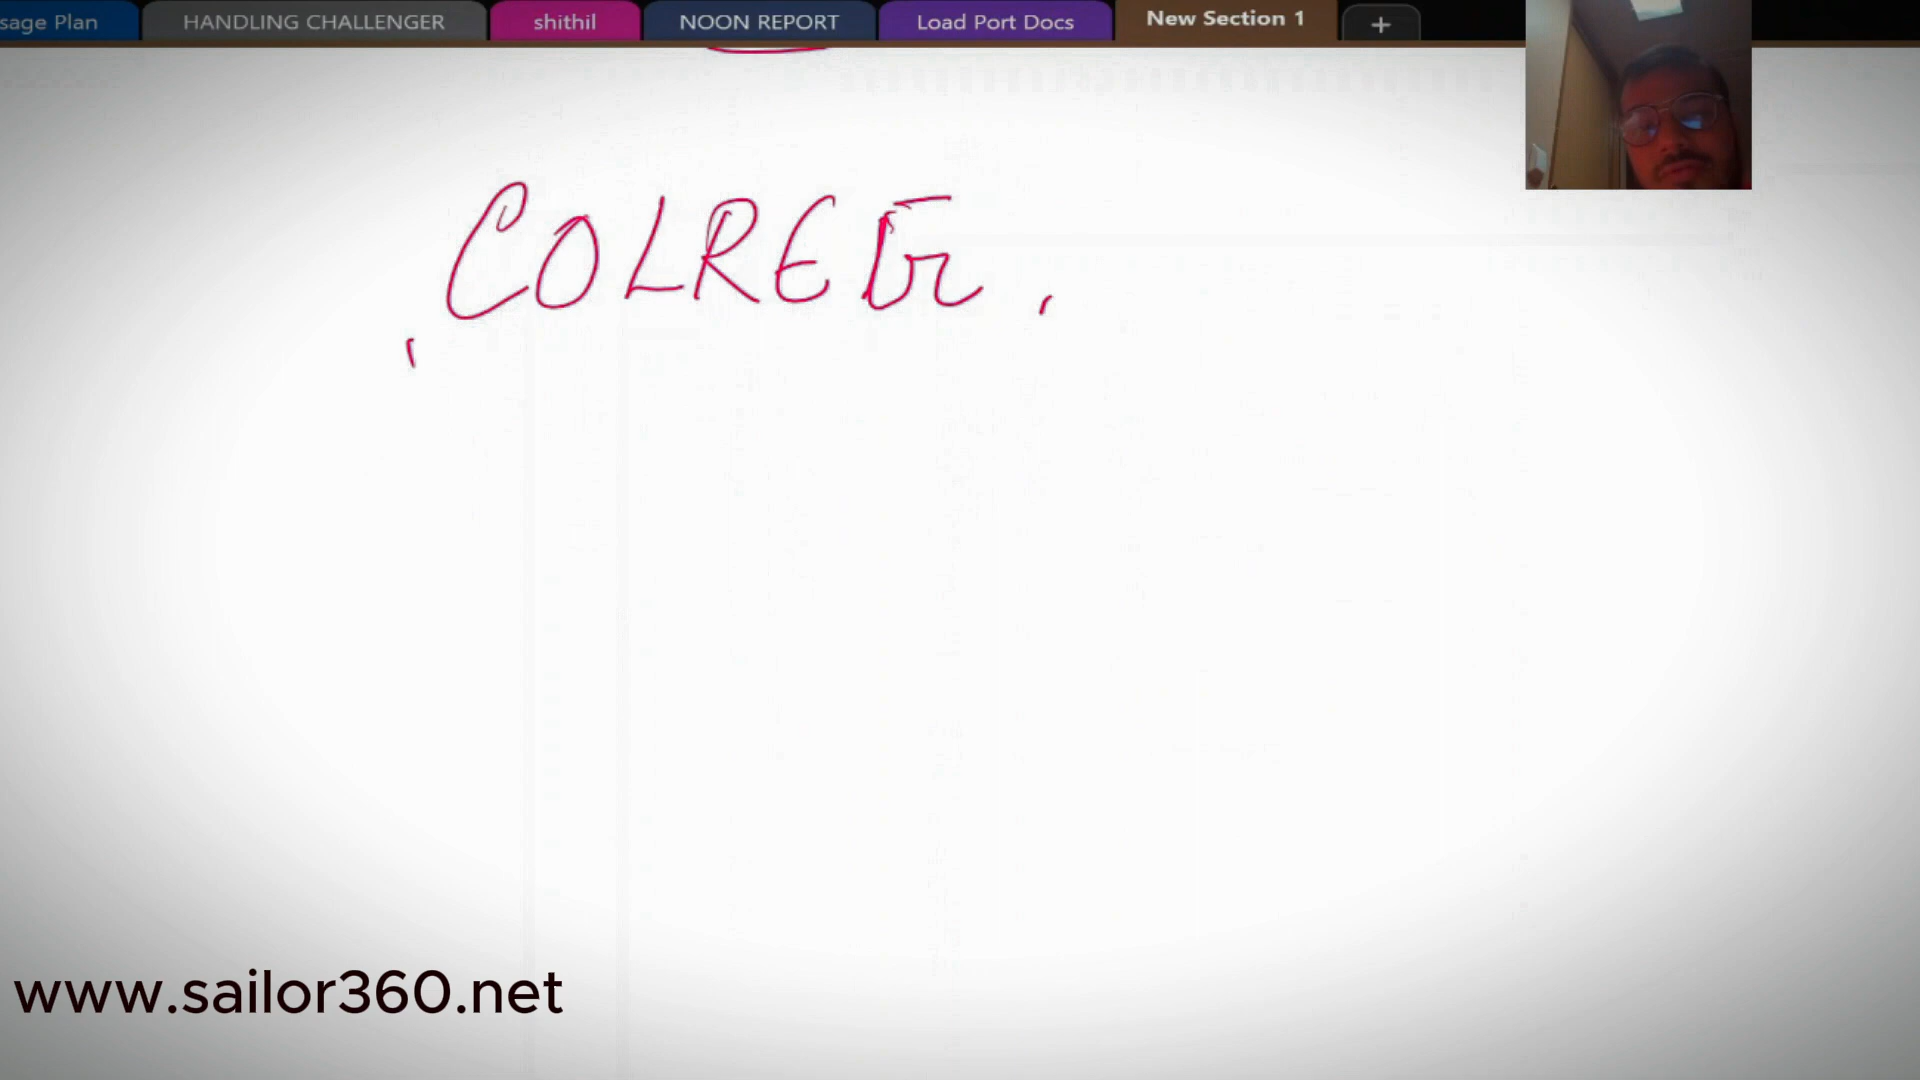 sage Plan HANDLING CHALLENGER shithil NOON REPORT Load Port Docs New Section 1 +
COLREG
www.sailor360.net